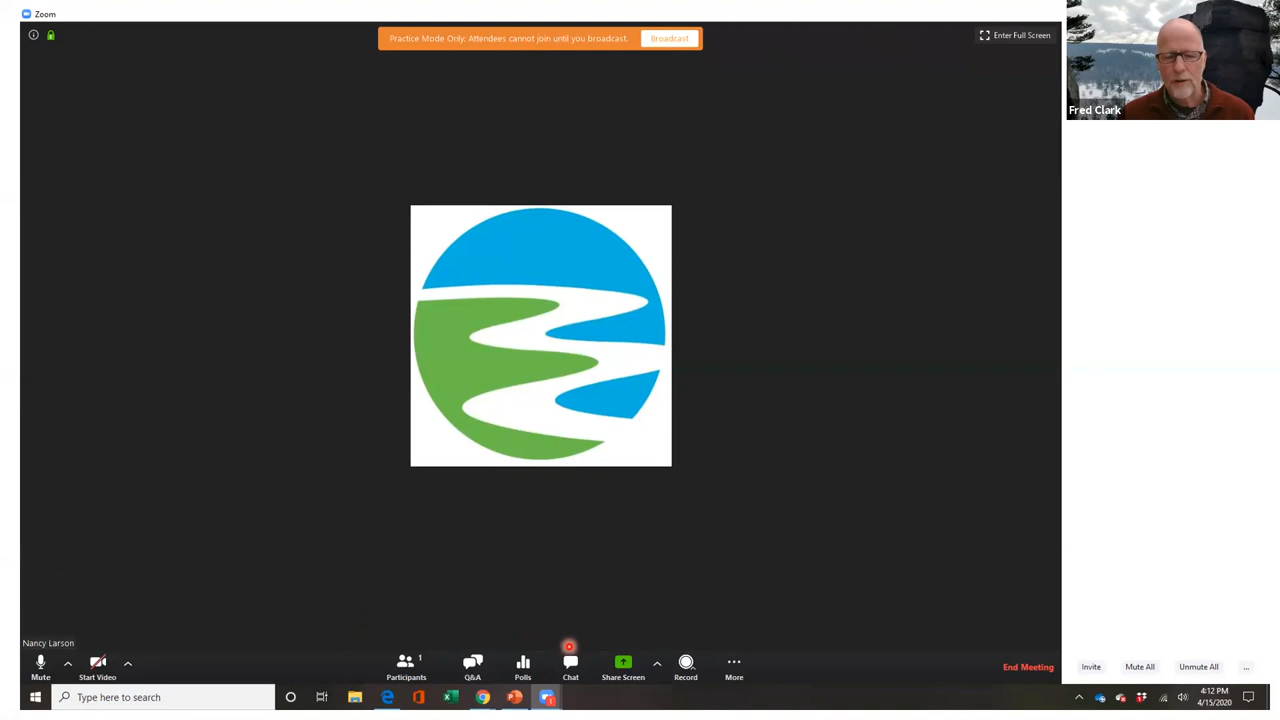 Zoom
Practice Mode Only: Attendees cannot join until you broadcast.
Broadcast
Enter Full Screen
Fred Clark
Nancy Larson
Mute
Start Video
Participants
1
Q&A
Polls
Chat
Share Screen
Record
More
End Meeting
Invite
Mute All
Unmute All
...
Type here to search
4:12 PM
4/15/2020